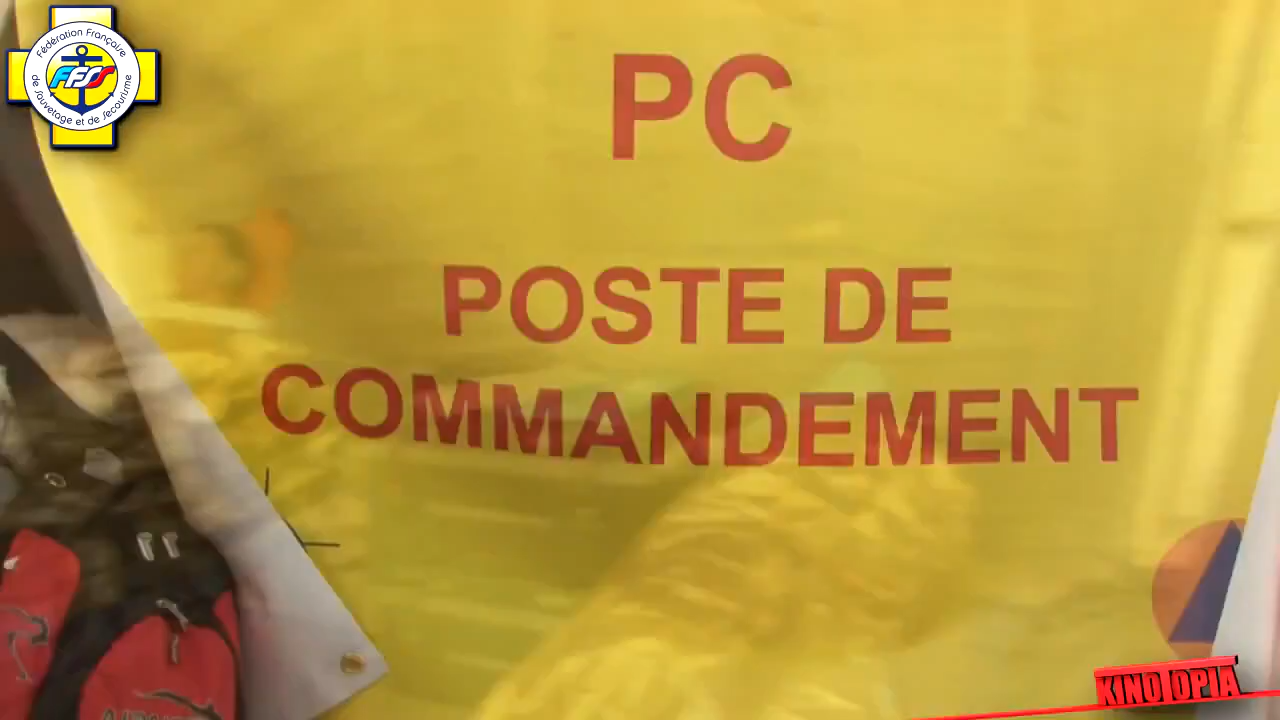 Fédération Française
FFSS
de Sauvetage et de Secourisme
PC
POSTE DE
COMMANDEMENT
KINOTOPIA